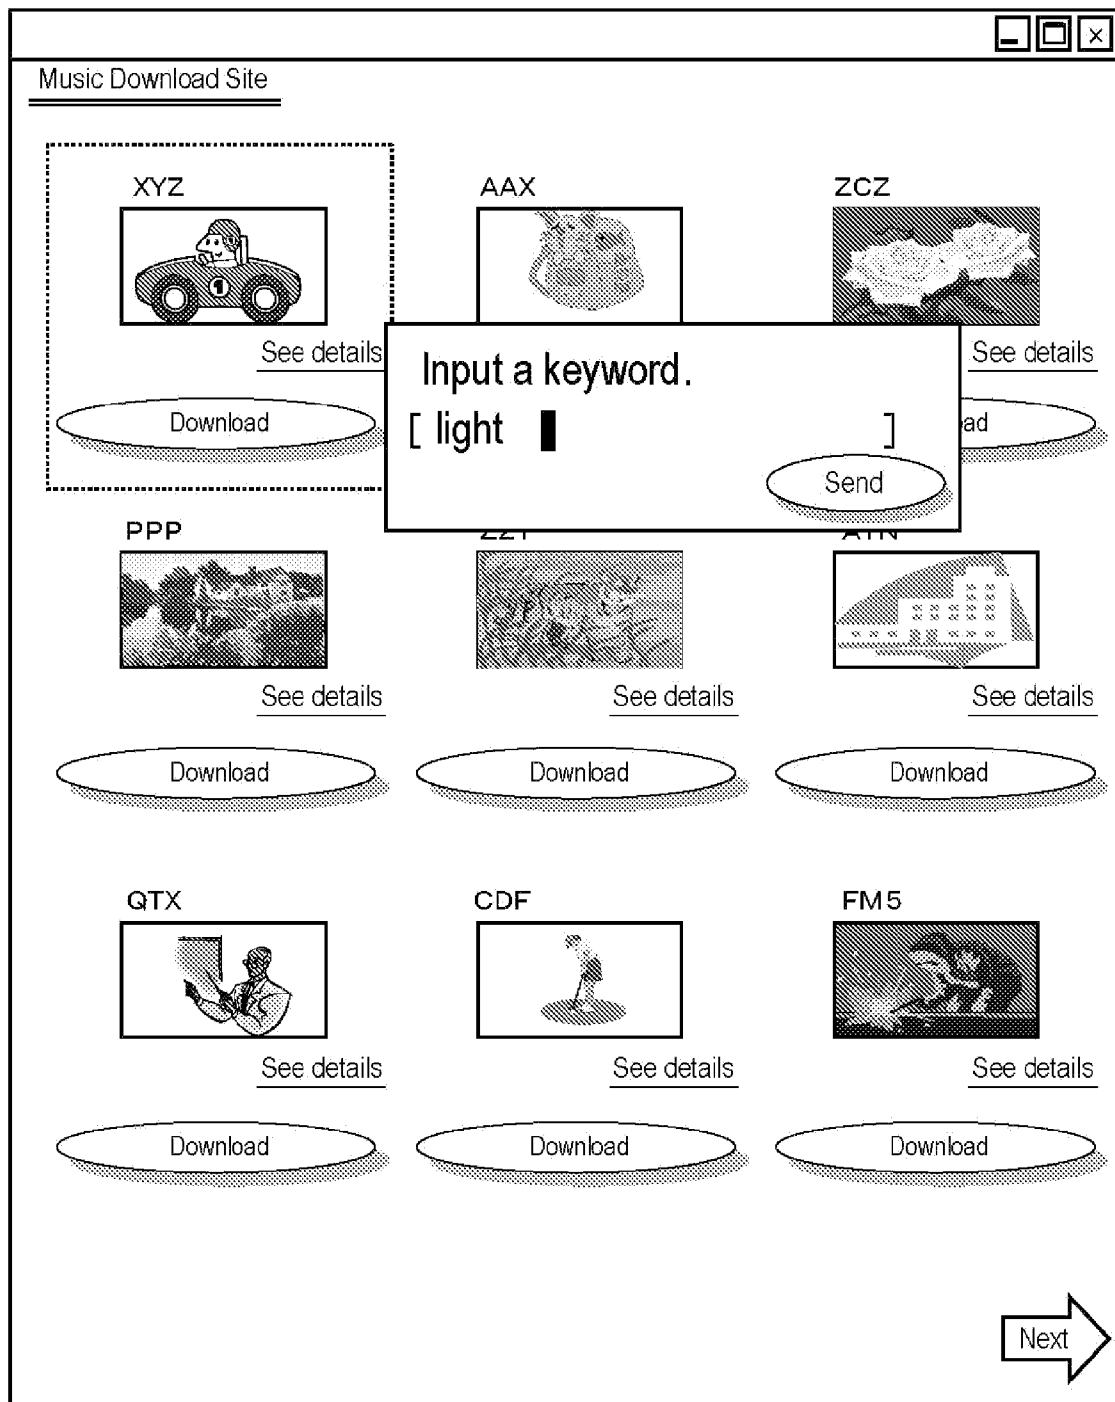 Music Download Site
XYZ
AAX
ZCZ
See details
See details
Input a keyword.
[ light ]
Send
Download
PPP
See details
See details
See details
Download
Download
Download
QTX
CDF
FM5
See details
See details
See details
Download
Download
Download
Next